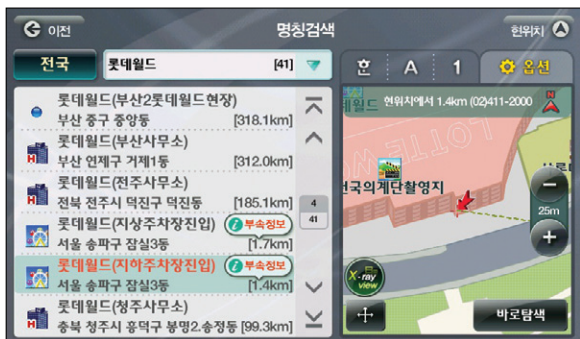 이전
명칭검색
현위치
전국
롯데월드
[41]
ㅎ
A
1
옵션
롯데월드(부산2롯데월드현장)
부산 중구 중앙동 [318.1km]
롯데월드(부산사무소)
부산 연제구 거제1동 [312.0km]
롯데월드(전주사무소)
전북 전주시 덕진구 덕진동 [185.1km]
롯데월드(지상주차장진입) 부속정보
서울 송파구 잠실3동 [1.7km]
롯데월드(지하주차장진입) 부속정보
서울 송파구 잠실3동 [1.4km]
롯데월드(청주사무소)
충북 청주시 흥덕구 봉명2.송정동 [99.3km]
4
41
현위치에서 1.4km (02)411-2000
N
LOTTE WO
천국의계단촬영지
25m
X-ray
view
바로탐색